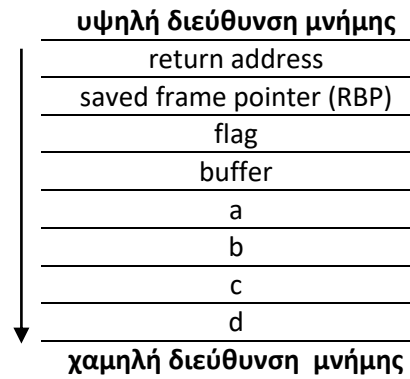 υψηλή διεύθυνση μνήμης
return address
saved frame pointer (RBP)
flag
buffer
a
b
c
d
χαμηλή διεύθυνση μνήμης